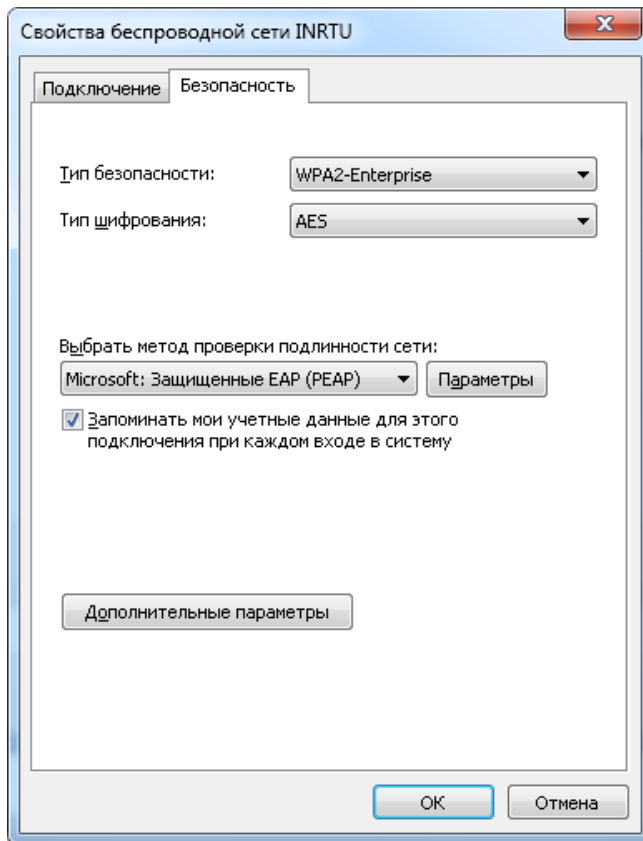 Свойства беспроводной сети INRTU
Подключение
Безопасность
Тип безопасности:
WPA2-Enterprise
Тип шифрования:
AES
Выбрать метод проверки подлинности сети:
Microsoft: Защищенные EAP (PEAP)
Параметры
Запоминать мои учетные данные для этого
подключения при каждом входе в систему
Дополнительные параметры
ОК
Отмена